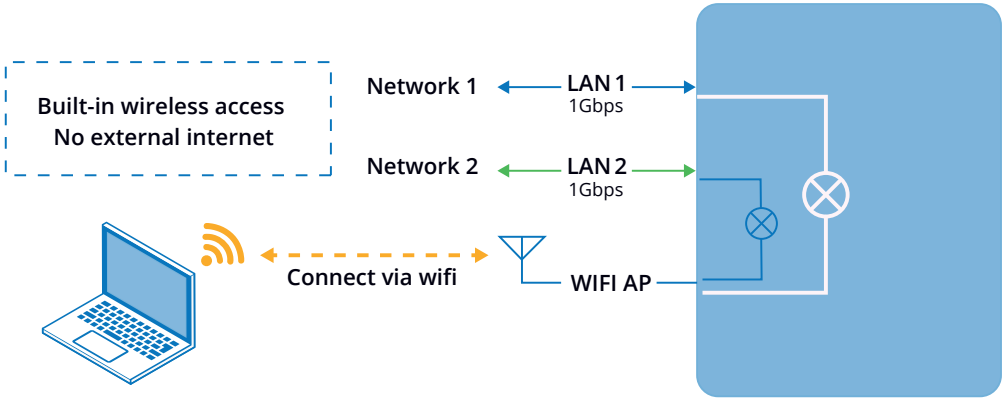 Built-in wireless access
No external internet
Network 1
LAN 1
1Gbps
Network 2
LAN 2
1Gbps
Connect via wifi
WIFI AP